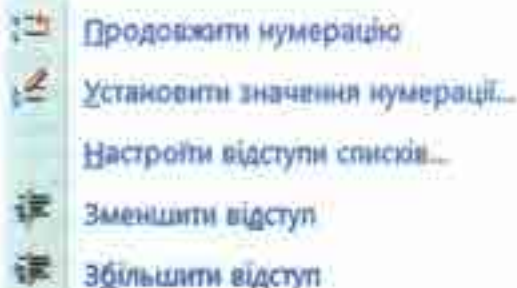 Продовжити нумерацію
Установити значення нумерації...
Настроїти відступи списків...
Зменшити відступ
Збільшити відступ